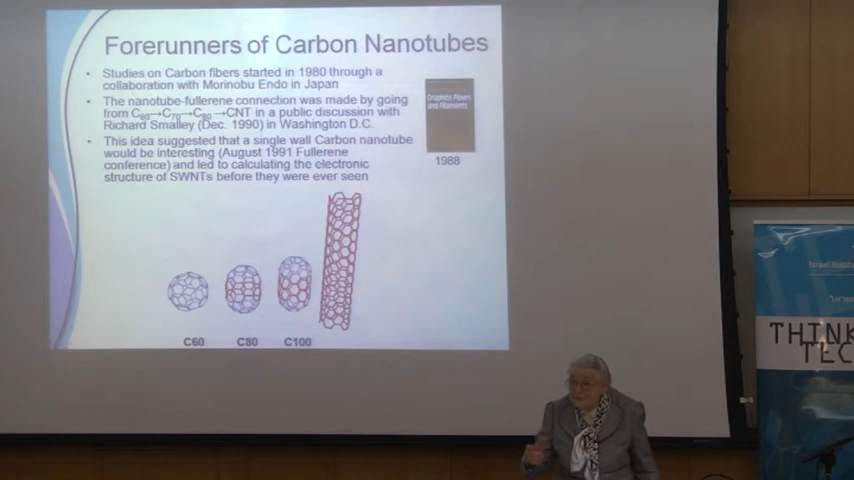 Forerunners of Carbon Nanotubes
• Studies on Carbon fibers started in 1980 through a
collaboration with Morinobu Endo in Japan
• The nanotube-fullerene connection was made by going
from C60→C70→C80→CNT in a public discussion with
Richard Smalley (Dec. 1990) in Washington D.C.
• This idea suggested that a single wall Carbon nanotube
would be interesting (August 1991 Fullerene
conference) and led to calculating the electronic
structure of SWNTs before they were ever seen
Graphite Fibers
and Filaments
1988
C60 C80 C100
Israel
THINK
TEC